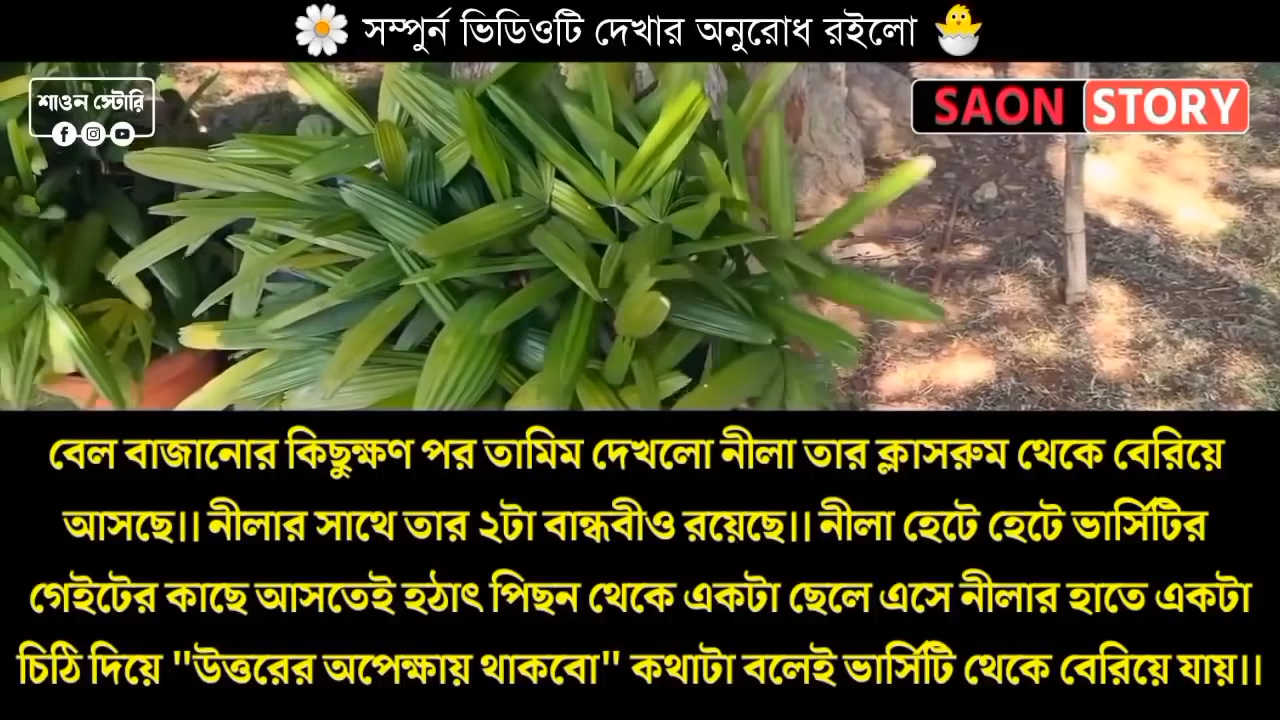 🌼 সম্পুর্ন ভিডিওটি দেখার অনুরোধ রইলো 🐣
শাওন স্টোরি
SAON STORY
বেল বাজানোর কিছুক্ষণ পর তামিম দেখলো নীলা তার ক্লাসরুম থেকে বেরিয়ে
আসছে।। নীলার সাথে তার ২টা বান্ধবীও রয়েছে।। নীলা হেটে হেটে ভার্সিটির
গেইটের কাছে আসতেই হঠাৎ পিছন থেকে একটা ছেলে এসে নীলার হাতে একটা
চিঠি দিয়ে "উত্তরের অপেক্ষায় থাকবো" কথাটা বলেই ভার্সিটি থেকে বেরিয়ে যায়।।